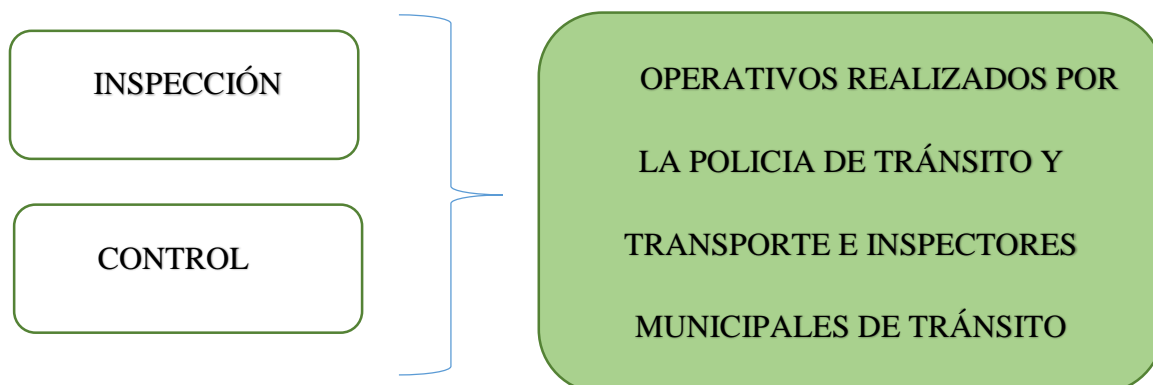 INSPECCIÓN
CONTROL
OPERATIVOS REALIZADOS POR
LA POLICIA DE TRÁNSITO Y
TRANSPORTE E INSPECTORES
MUNICIPALES DE TRÁNSITO